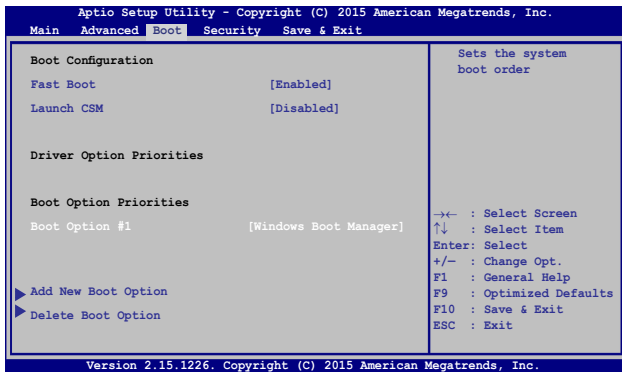 Aptio Setup Utility - Copyright (C) 2015 American Megatrends, Inc.
Main Advanced Boot Security Save & Exit
Boot Configuration
Fast Boot [Enabled]
Launch CSM [Disabled]
Driver Option Priorities
Boot Option Priorities
Boot Option #1 [Windows Boot Manager]
Add New Boot Option
Delete Boot Option
Sets the system
boot order
→← : Select Screen
↑↓ : Select Item
Enter: Select
+/— : Change Opt.
F1 : General Help
F9 : Optimized Defaults
F10 : Save & Exit
ESC : Exit
Version 2.15.1226. Copyright (C) 2015 American Megatrends, Inc.